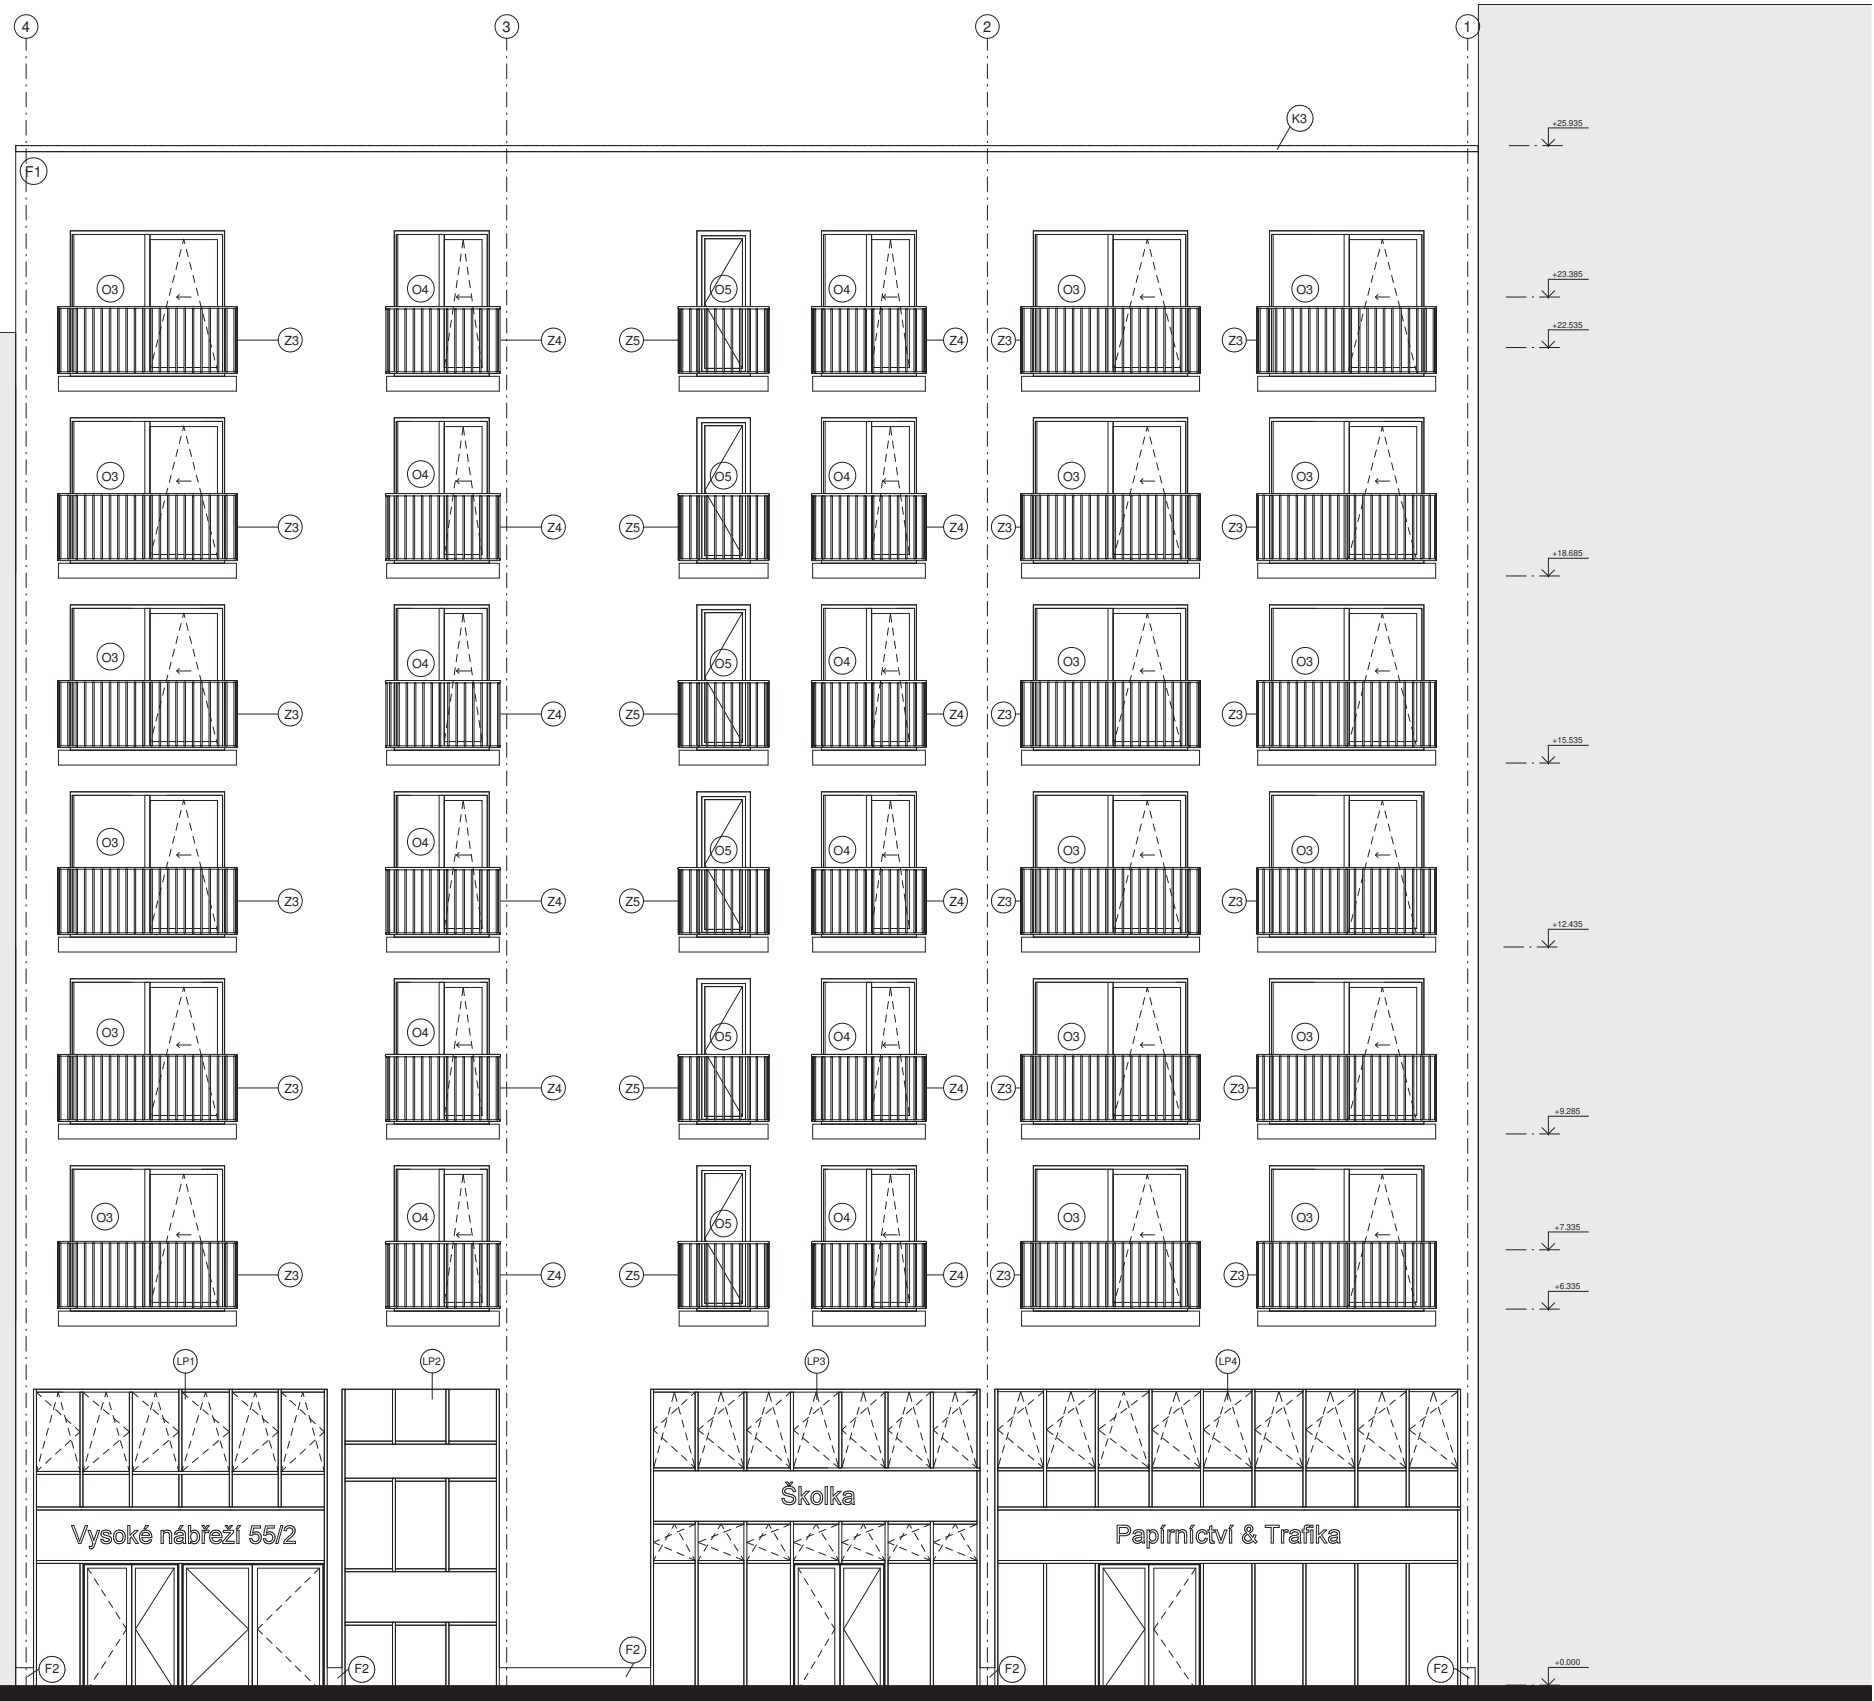 4 3 2 1
K3
+25.935
F1
O3 O4 O5 O4 O3 O3
+23.385
Z3 Z4 Z5 Z4 Z3 Z3
+22.535
O3 O4 O5 O4 O3 O3
Z3 Z4 Z5 Z4 Z3 Z3
+18.685
O3 O4 O5 O4 O3 O3
Z3 Z4 Z5 Z4 Z3 Z3
+15.535
O3 O4 O5 O4 O3 O3
Z3 Z4 Z5 Z4 Z3 Z3
+12.435
O3 O4 O5 O4 O3 O3
Z3 Z4 Z5 Z4 Z3 Z3
+9.285
O3 O4 O5 O4 O3 O3
+7.335
Z3 Z4 Z5 Z4 Z3 Z3
+6.335
LP1 LP2 LP3 LP4
Školka
Vysoké nábřeží 55/2
Papírníctví & Trafika
F2 F2 F2 F2 F2
+0.000